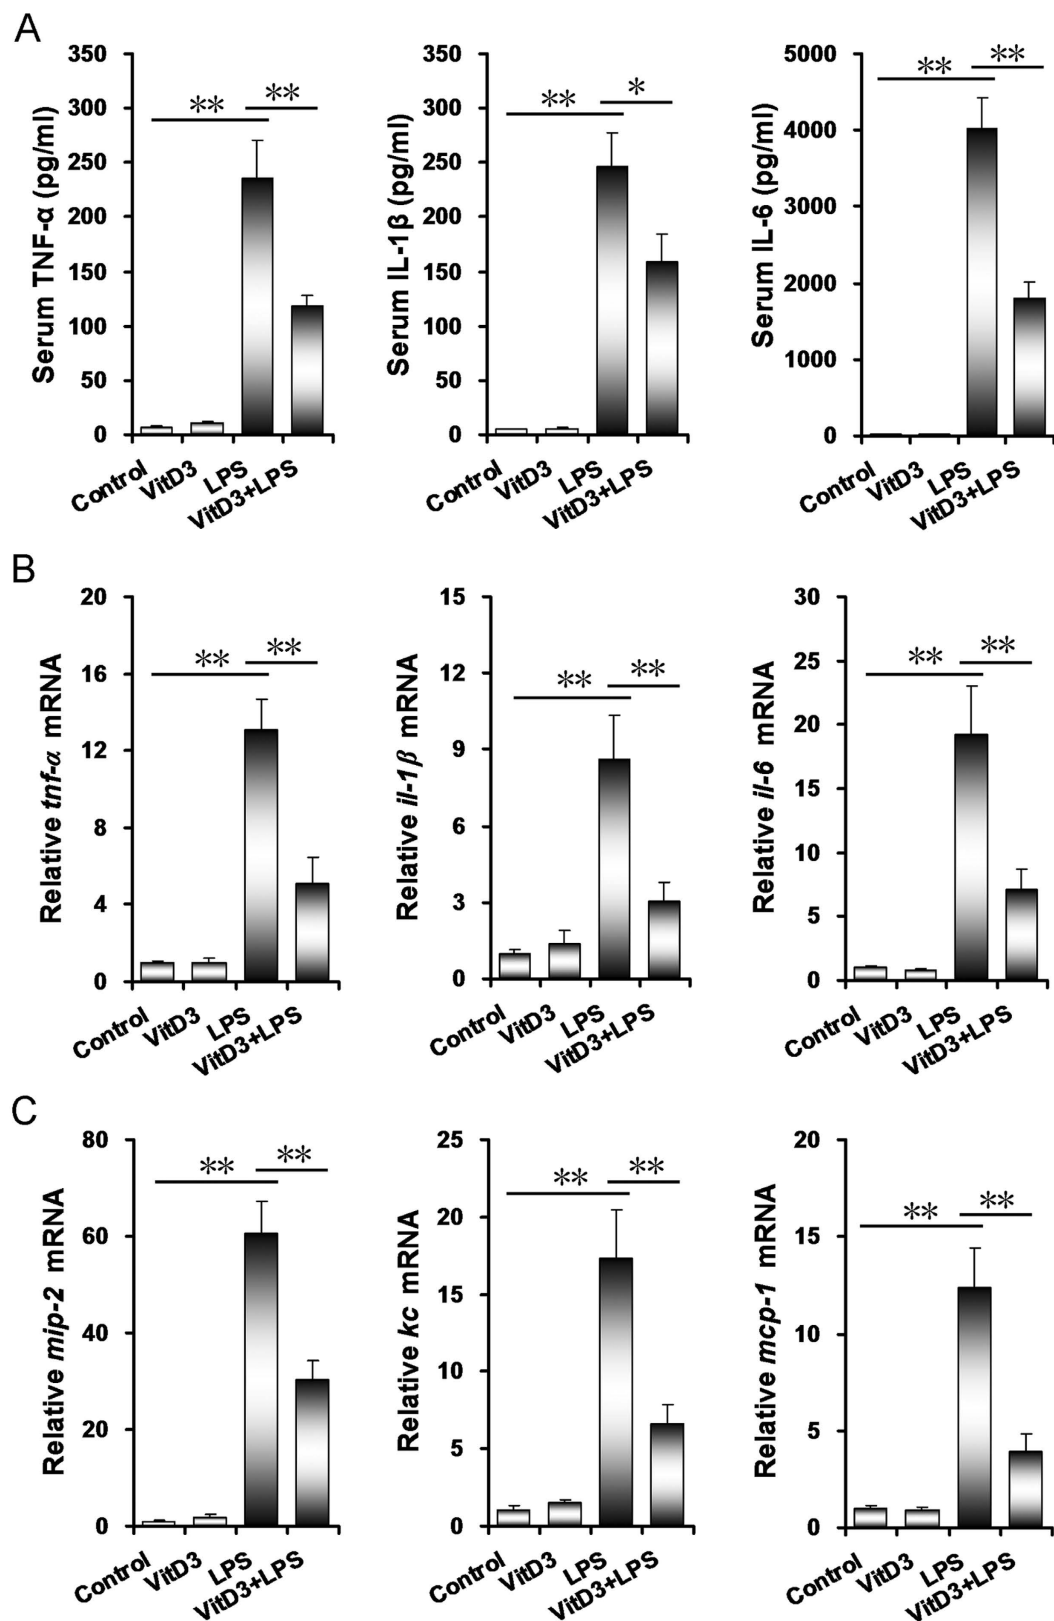 A
Serum TNF-α (pg/ml)
350
300
250
200
150
100
50
0
** **
Control
VitD3
LPS
VitD3+LPS
Serum IL-1β (pg/ml)
350
300
250
200
150
100
50
0
** *
Control
VitD3
LPS
VitD3+LPS
Serum IL-6 (pg/ml)
5000
4000
3000
2000
1000
0
** **
Control
VitD3
LPS
VitD3+LPS
B
Relative tnf-α mRNA
20
16
12
8
4
0
** **
Control
VitD3
LPS
VitD3+LPS
Relative il-1β mRNA
15
12
9
6
3
0
** **
Control
VitD3
LPS
VitD3+LPS
Relative il-6 mRNA
30
25
20
15
10
5
0
** **
Control
VitD3
LPS
VitD3+LPS
C
Relative mip-2 mRNA
80
60
40
20
0
** **
Control
VitD3
LPS
VitD3+LPS
Relative kc mRNA
25
20
15
10
5
0
** **
Control
VitD3
LPS
VitD3+LPS
Relative mcp-1 mRNA
20
15
10
5
0
** **
Control
VitD3
LPS
VitD3+LPS